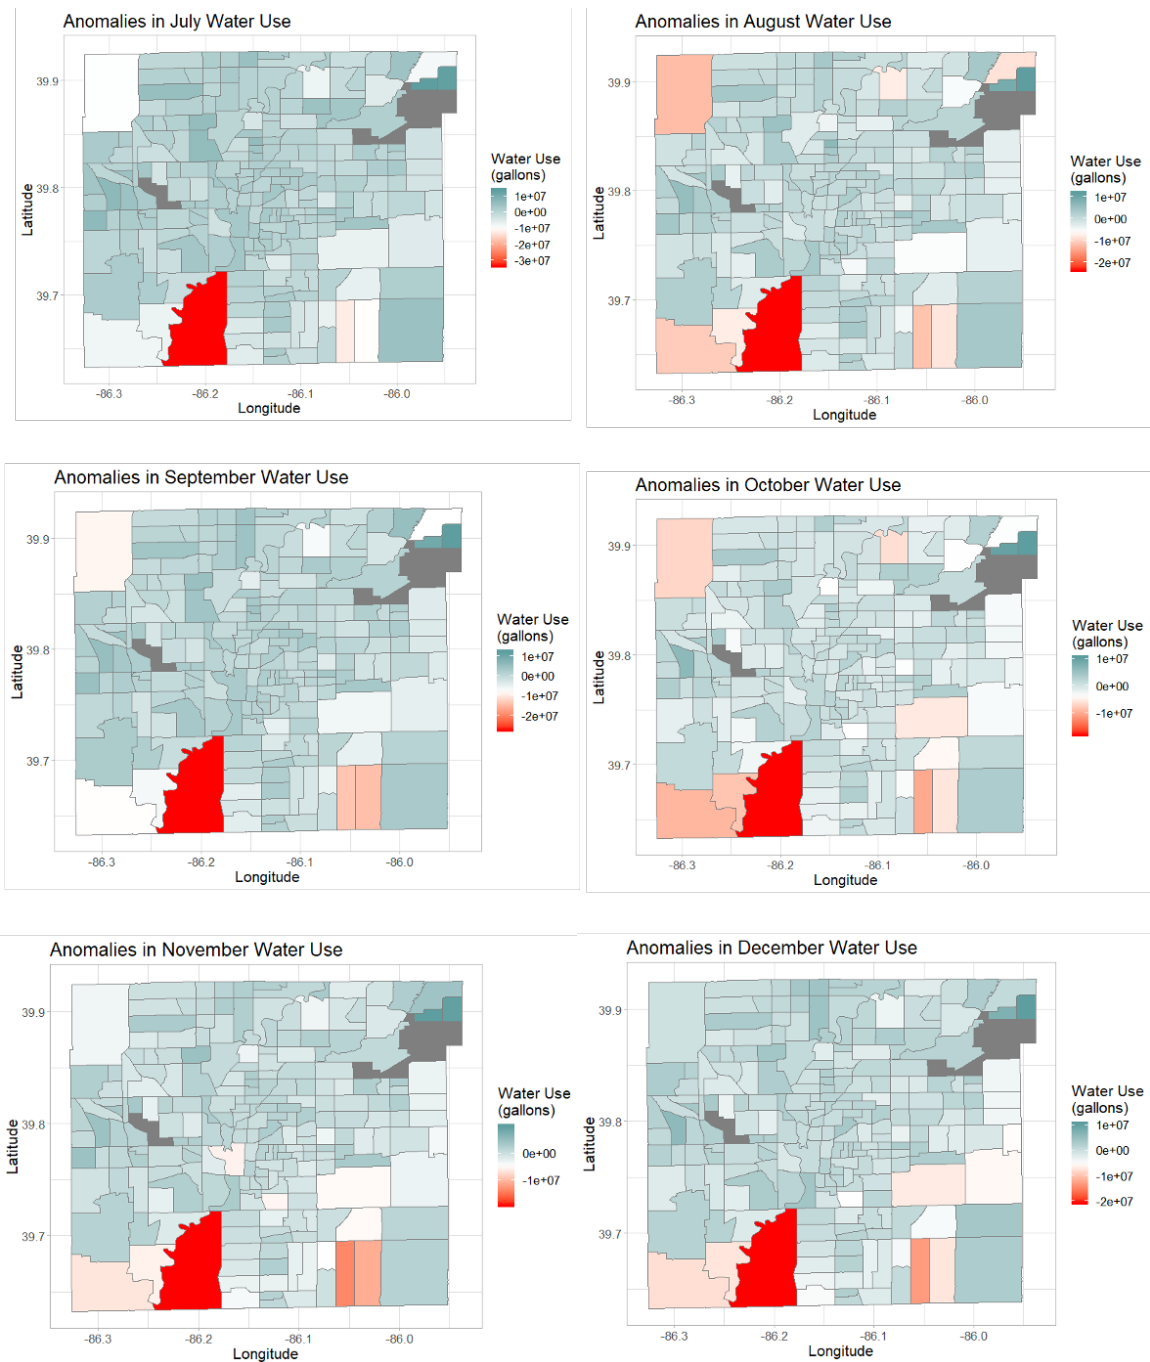 Anomalies in July Water Use
Latitude
39.9
39.8
39.7
-86.3 -86.2 -86.1 -86.0
Longitude
Water Use
(gallons)
1e+07
0e+00
-1e+07
-2e+07
-3e+07
Anomalies in August Water Use
Latitude
39.9
39.8
39.7
-86.3 -86.2 -86.1 -86.0
Longitude
Water Use
(gallons)
1e+07
0e+00
-1e+07
-2e+07
Anomalies in September Water Use
Latitude
39.9
39.8
39.7
-86.3 -86.2 -86.1 -86.0
Longitude
Water Use
(gallons)
1e+07
0e+00
-1e+07
-2e+07
Anomalies in October Water Use
Latitude
39.9
39.8
39.7
-86.3 -86.2 -86.1 -86.0
Longitude
Water Use
(gallons)
1e+07
0e+00
-1e+07
Anomalies in November Water Use
Latitude
39.9
39.8
39.7
-86.3 -86.2 -86.1 -86.0
Longitude
Water Use
(gallons)
0e+00
-1e+07
Anomalies in December Water Use
Latitude
39.9
39.8
39.7
-86.3 -86.2 -86.1 -86.0
Longitude
Water Use
(gallons)
1e+07
0e+00
-1e+07
-2e+07